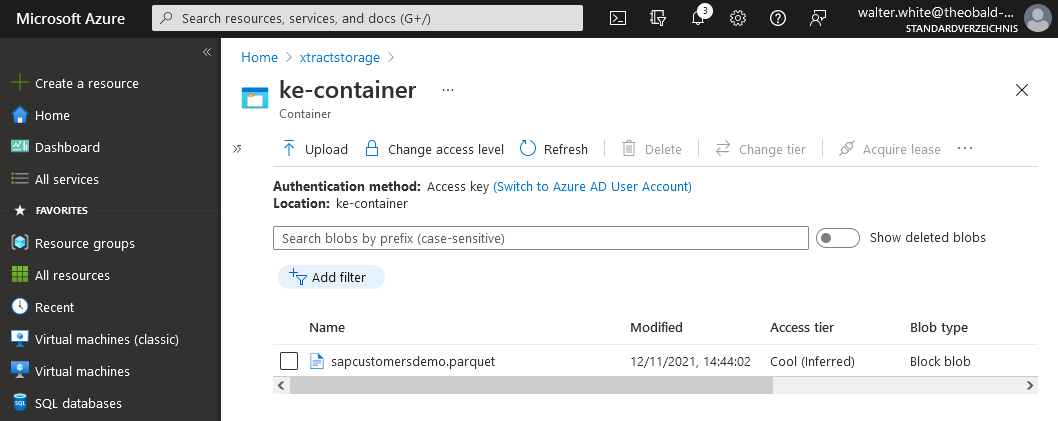 Microsoft Azure
Search resources, services, and docs (G+/)
3
walter.white@theobald-...
STANDARDVERZEICHNIS
Create a resource
Home
Dashboard
All services
FAVORITES
Resource groups
All resources
Recent
Virtual machines (classic)
Virtual machines
SQL databases
Home > xtractstorage >
ke-container ...
Container
Upload Change access level Refresh Delete Change tier Acquire lease ...
Authentication method: Access key (Switch to Azure AD User Account)
Location: ke-container
Search blobs by prefix (case-sensitive)
Show deleted blobs
Add filter
Name Modified Access tier Blob type
sapcustomersdemo.parquet 12/11/2021, 14:44:02 Cool (Inferred) Block blob